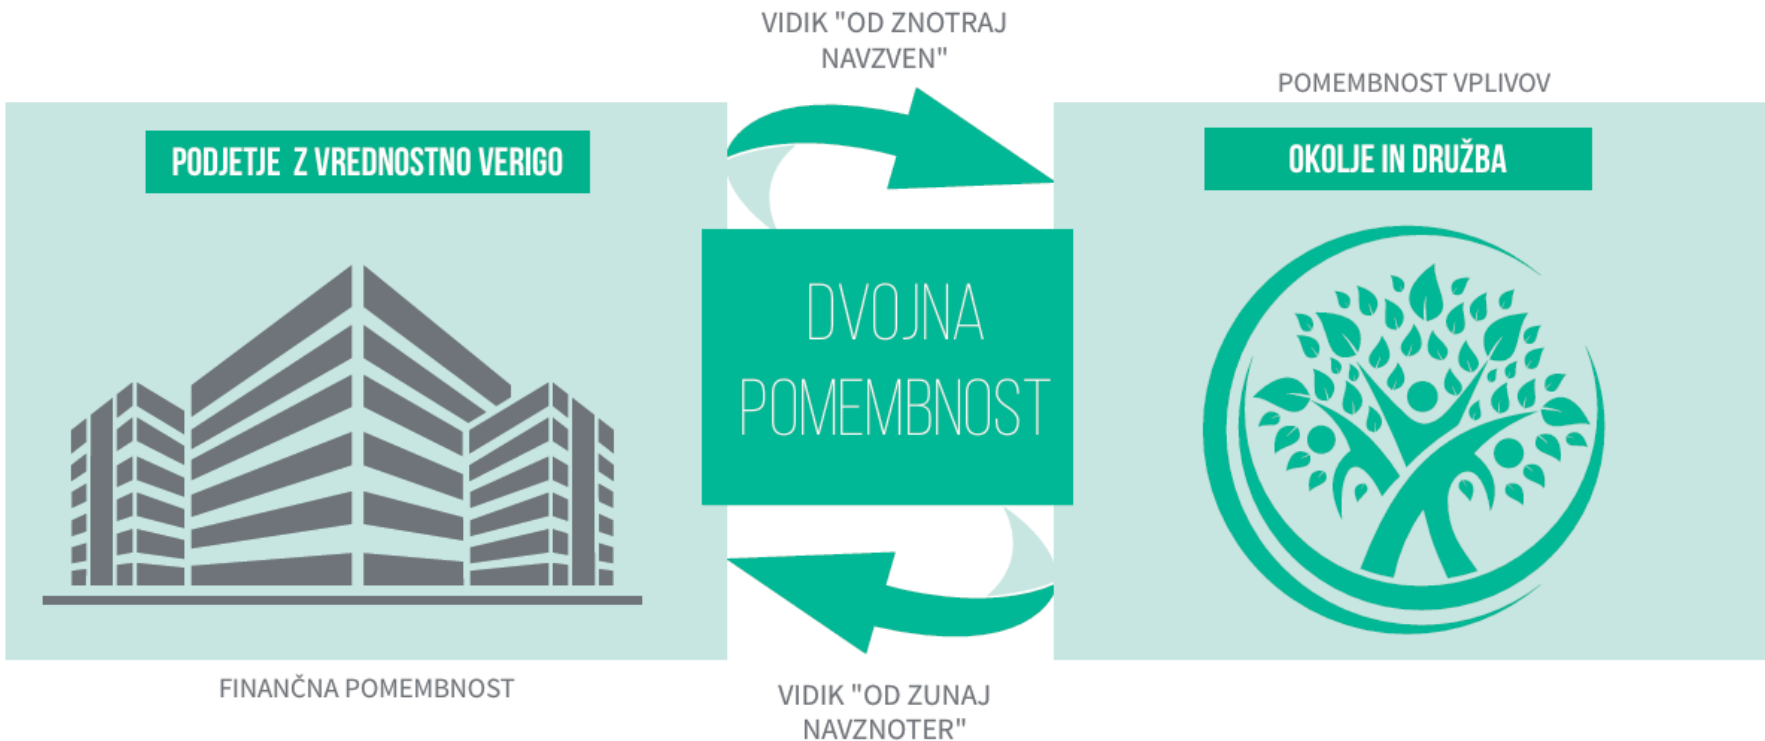 VIDIK "OD ZNOTRAJ
NAVZVEN"
POMEMBNOST VPLIVOV
PODJETJE Z VREDNOSTNO VERIGO
OKOLJE IN DRUŽBA
DVOJNA
POMEMBNOST
FINANČNA POMEMBNOST
VIDIK "OD ZUNAJ
NAVZNOTER"